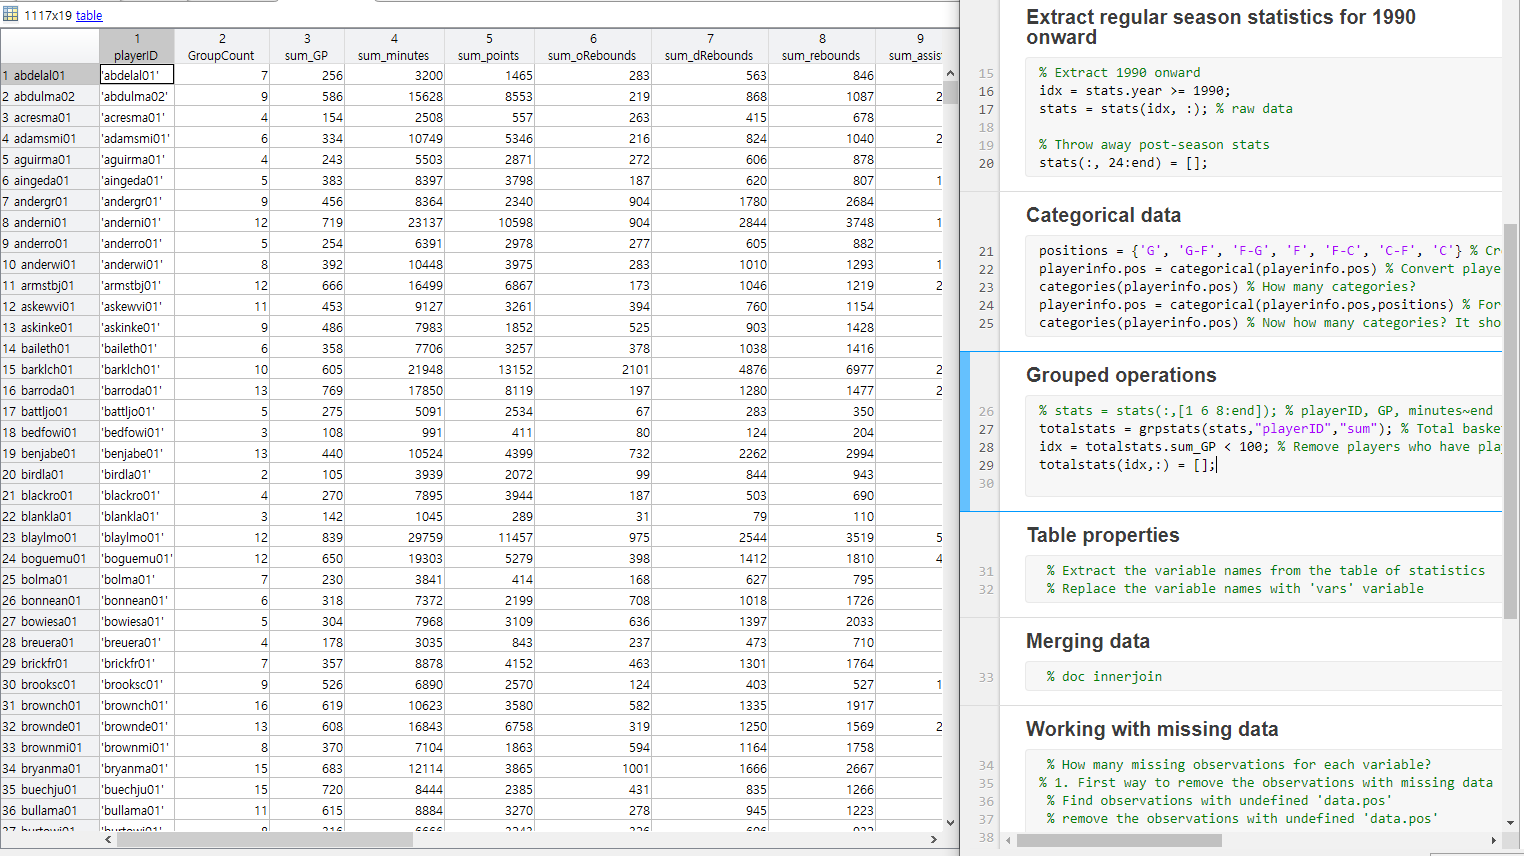 1117x19 table
1 2 3 4 5 6 7 8 9
playerID GroupCount sum_GP sum_minutes sum_points sum_oRebounds sum_dRebounds sum_rebounds sum_assis
1 abdelal01 'abdelal01' 7 256 3200 1465 283 563 846
2 abdulma02 'abdulma02' 9 586 15628 8553 219 868 1087 2
3 acresma01 'acresma01' 4 154 2508 557 263 415 678
4 adamsmi01 'adamsmi01' 6 334 10749 5346 216 824 1040 2
5 aguirma01 'aguirma01' 4 243 5503 2871 272 606 878
6 aingeda01 'aingeda01' 5 383 8397 3798 187 620 807 1
7 andergr01 'andergr01' 9 456 8364 2340 904 1780 2684
8 anderni01 'anderni01' 12 719 23137 10598 904 2844 3748 1
9 anderro01 'anderro01' 5 254 6391 2978 277 605 882
10 anderwi01 'anderwi01' 8 392 10448 3975 283 1010 1293 1
11 armstbj01 'armstbj01' 12 666 16499 6867 173 1046 1219 2
12 askewvi01 'askewvi01' 11 453 9127 3261 394 760 1154
13 askinke01 'askinke01' 9 486 7983 1852 525 903 1428
14 baileth01 'baileth01' 6 358 7706 3257 378 1038 1416
15 barklch01 'barklch01' 10 605 21948 13152 2101 4876 6977 2
16 barroda01 'barroda01' 13 769 17850 8119 197 1280 1477 2
17 battljo01 'battljo01' 5 275 5091 2534 67 283 350
18 bedfowi01 'bedfowi01' 3 108 991 411 80 124 204
19 benjabe01 'benjabe01' 13 440 10524 4399 732 2262 2994
20 birdla01 'birdla01' 2 105 3939 2072 99 844 943
21 blackro01 'blackro01' 4 270 7895 3944 187 503 690
22 blankla01 'blankla01' 3 142 1045 289 31 79 110
23 blaylmo01 'blaylmo01' 12 839 29759 11457 975 2544 3519 5
24 boguemu01 'boguemu01' 12 650 19303 5279 398 1412 1810 4
25 bolma01 'bolma01' 7 230 3841 414 168 627 795
26 bonnean01 'bonnean01' 6 318 7372 2199 708 1018 1726
27 bowiesa01 'bowiesa01' 5 304 7968 3109 636 1397 2033
28 breuera01 'breuera01' 4 178 3035 843 237 473 710
29 brickfr01 'brickfr01' 7 357 8878 4152 463 1301 1764
30 brooksc01 'brooksc01' 9 526 6890 2570 124 403 527 1
31 brownch01 'brownch01' 16 619 10623 3580 582 1335 1917
32 brownde01 'brownde01' 13 608 16843 6758 319 1250 1569 2
33 brownmi01 'brownmi01' 8 370 7104 1863 594 1164 1758
34 bryanma01 'bryanma01' 15 683 12114 3865 1001 1666 2667
35 buechju01 'buechju01' 15 720 8444 2385 431 835 1266
36 bullama01 'bullama01' 11 615 8884 3270 278 945 1223
Extract regular season statistics for 1990
onward
15 % Extract 1990 onward
16 idx = stats.year >= 1990;
17 stats = stats(idx, :); % raw data
18
19 % Throw away post-season stats
20 stats(:, 24:end) = [];
Categorical data
21 positions = {'G', 'G-F', 'F-G', 'F', 'F-C', 'C-F', 'C'} % Cr
22 playerinfo.pos = categorical(playerinfo.pos) % Convert playe
23 categories(playerinfo.pos) % How many categories?
24 playerinfo.pos = categorical(playerinfo.pos,positions) % For
25 categories(playerinfo.pos) % Now how many categories? It sho
Grouped operations
26 % stats = stats(:,[1 6 8:end]); % playerID, GP, minutes~end
27 totalstats = grpstats(stats,"playerID","sum"); % Total baske
28 idx = totalstats.sum_GP < 100; % Remove players who have pla
29 totalstats(idx,:) = [];
30
Table properties
31 % Extract the variable names from the table of statistics
32 % Replace the variable names with 'vars' variable
Merging data
33 % doc innerjoin
Working with missing data
34 % How many missing observations for each variable?
35 % 1. First way to remove the observations with missing data
36 % Find observations with undefined 'data.pos'
37 % remove the observations with undefined 'data.pos'
38